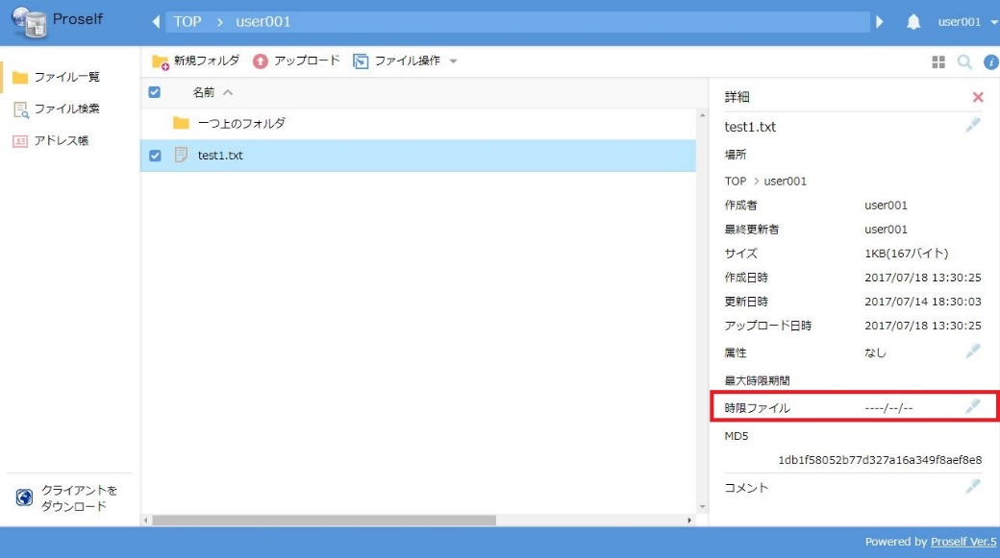 Proself
TOP > user001
user001
新規フォルダ アップロード ファイル操作
ファイル一覧
ファイル検索
アドレス帳
名前
一つ上のフォルダ
test1.txt
詳細
test1.txt
場所
TOP > user001
作成者 user001
最終更新者 user001
サイズ 1KB(167バイト)
作成日時 2017/07/18 13:30:25
更新日時 2017/07/14 18:30:03
アップロード日時 2017/07/18 13:30:25
属性 なし
最大時限期間
時限ファイル ----/--/--
MD5
1db1f58052b77d327a16a349f8aef8e8
コメント
クライアントを
ダウンロード
Powered by Proself Ver.5